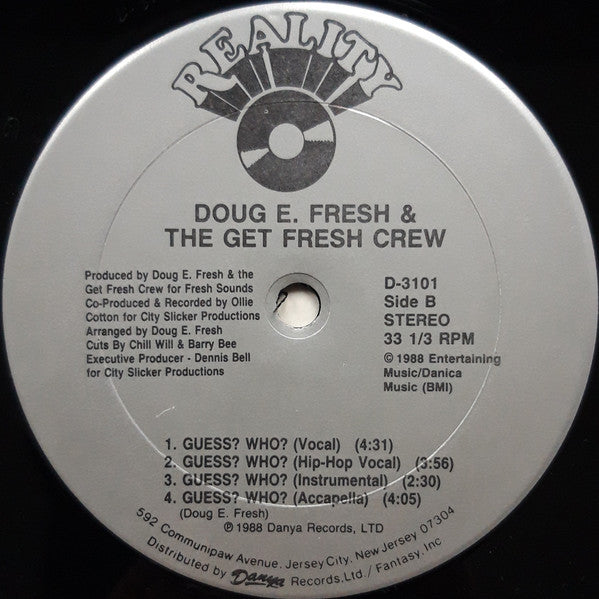 REALITY
DOUG E. FRESH &
THE GET FRESH CREW
Produced by Doug E. Fresh & the
Get Fresh Crew for Fresh Sounds
Co-Produced & Recorded by Ollie
Cotton for City Slicker Productions
Arranged by Doug E. Fresh
Cuts By Chill Will & Barry Bee
Executive Producer - Dennis Bell
for City Slicker Productions
D-3101
Side B
STEREO
33 1/3 RPM
© 1988 Entertaining
Music/Danica
Music (BMI)
1. GUESS? WHO? (Vocal) (4:31)
2. GUESS? WHO? (Hip-Hop Vocal) (3:56)
3. GUESS? WHO? (Instrumental) (2:30)
4. GUESS? WHO? (Accapella) (4:05)
(Doug E. Fresh)
℗ 1988 Danya Records, LTD
592 Communipaw Avenue. Jersey City. New Jersey 07304
Distributed by Danya Records.Ltd./ Fantasy. Inc